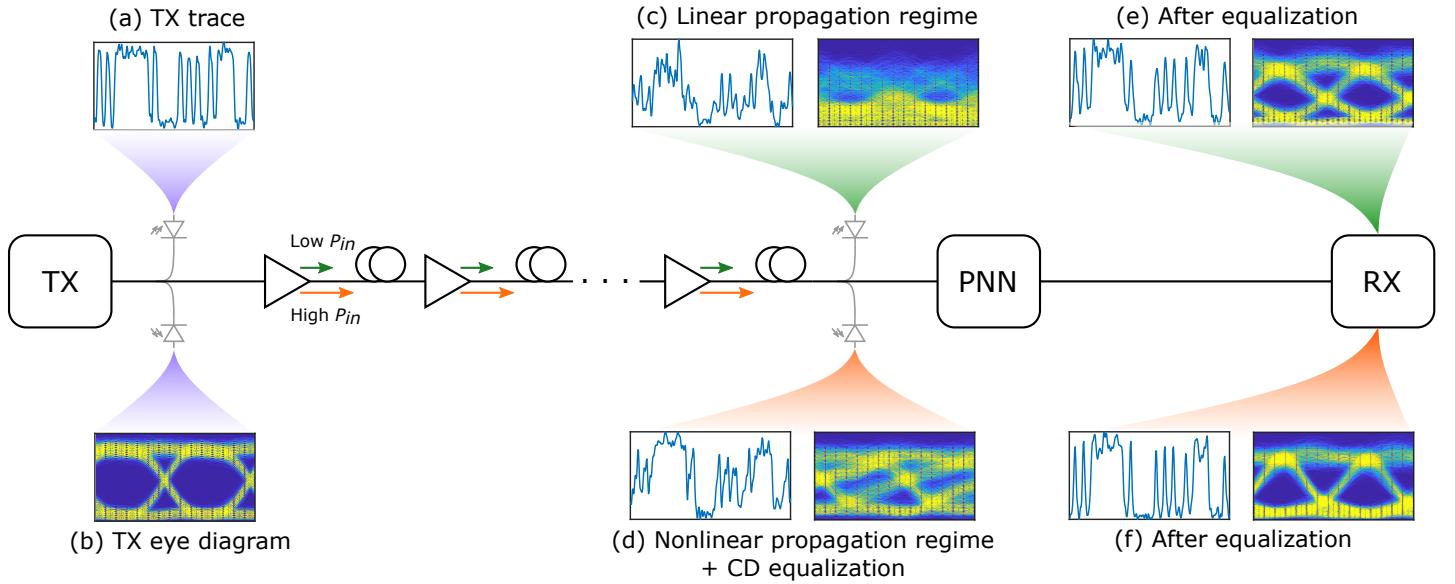 (a) TX trace
(c) Linear propagation regime
(e) After equalization
TX
Low Pin
High Pin
. . .
PNN
RX
(b) TX eye diagram
(d) Nonlinear propagation regime
+ CD equalization
(f) After equalization